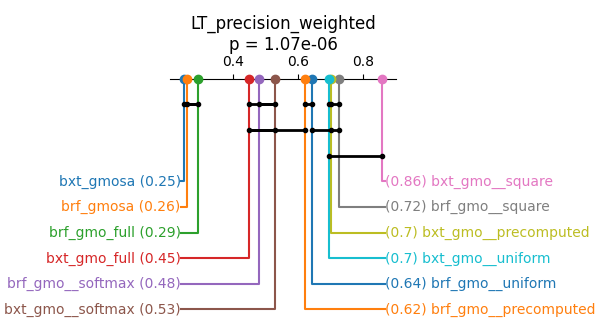 LT_precision_weighted
p = 1.07e-06
0.4 0.6 0.8
bxt_gmosa (0.25)
(0.86) bxt_gmo__square
brf_gmosa (0.26)
(0.72) brf_gmo__square
brf_gmo_full (0.29)
(0.7) bxt_gmo__precomputed
bxt_gmo_full (0.45)
(0.7) bxt_gmo__uniform
brf_gmo__softmax (0.48)
(0.64) brf_gmo__uniform
bxt_gmo__softmax (0.53)
(0.62) brf_gmo__precomputed